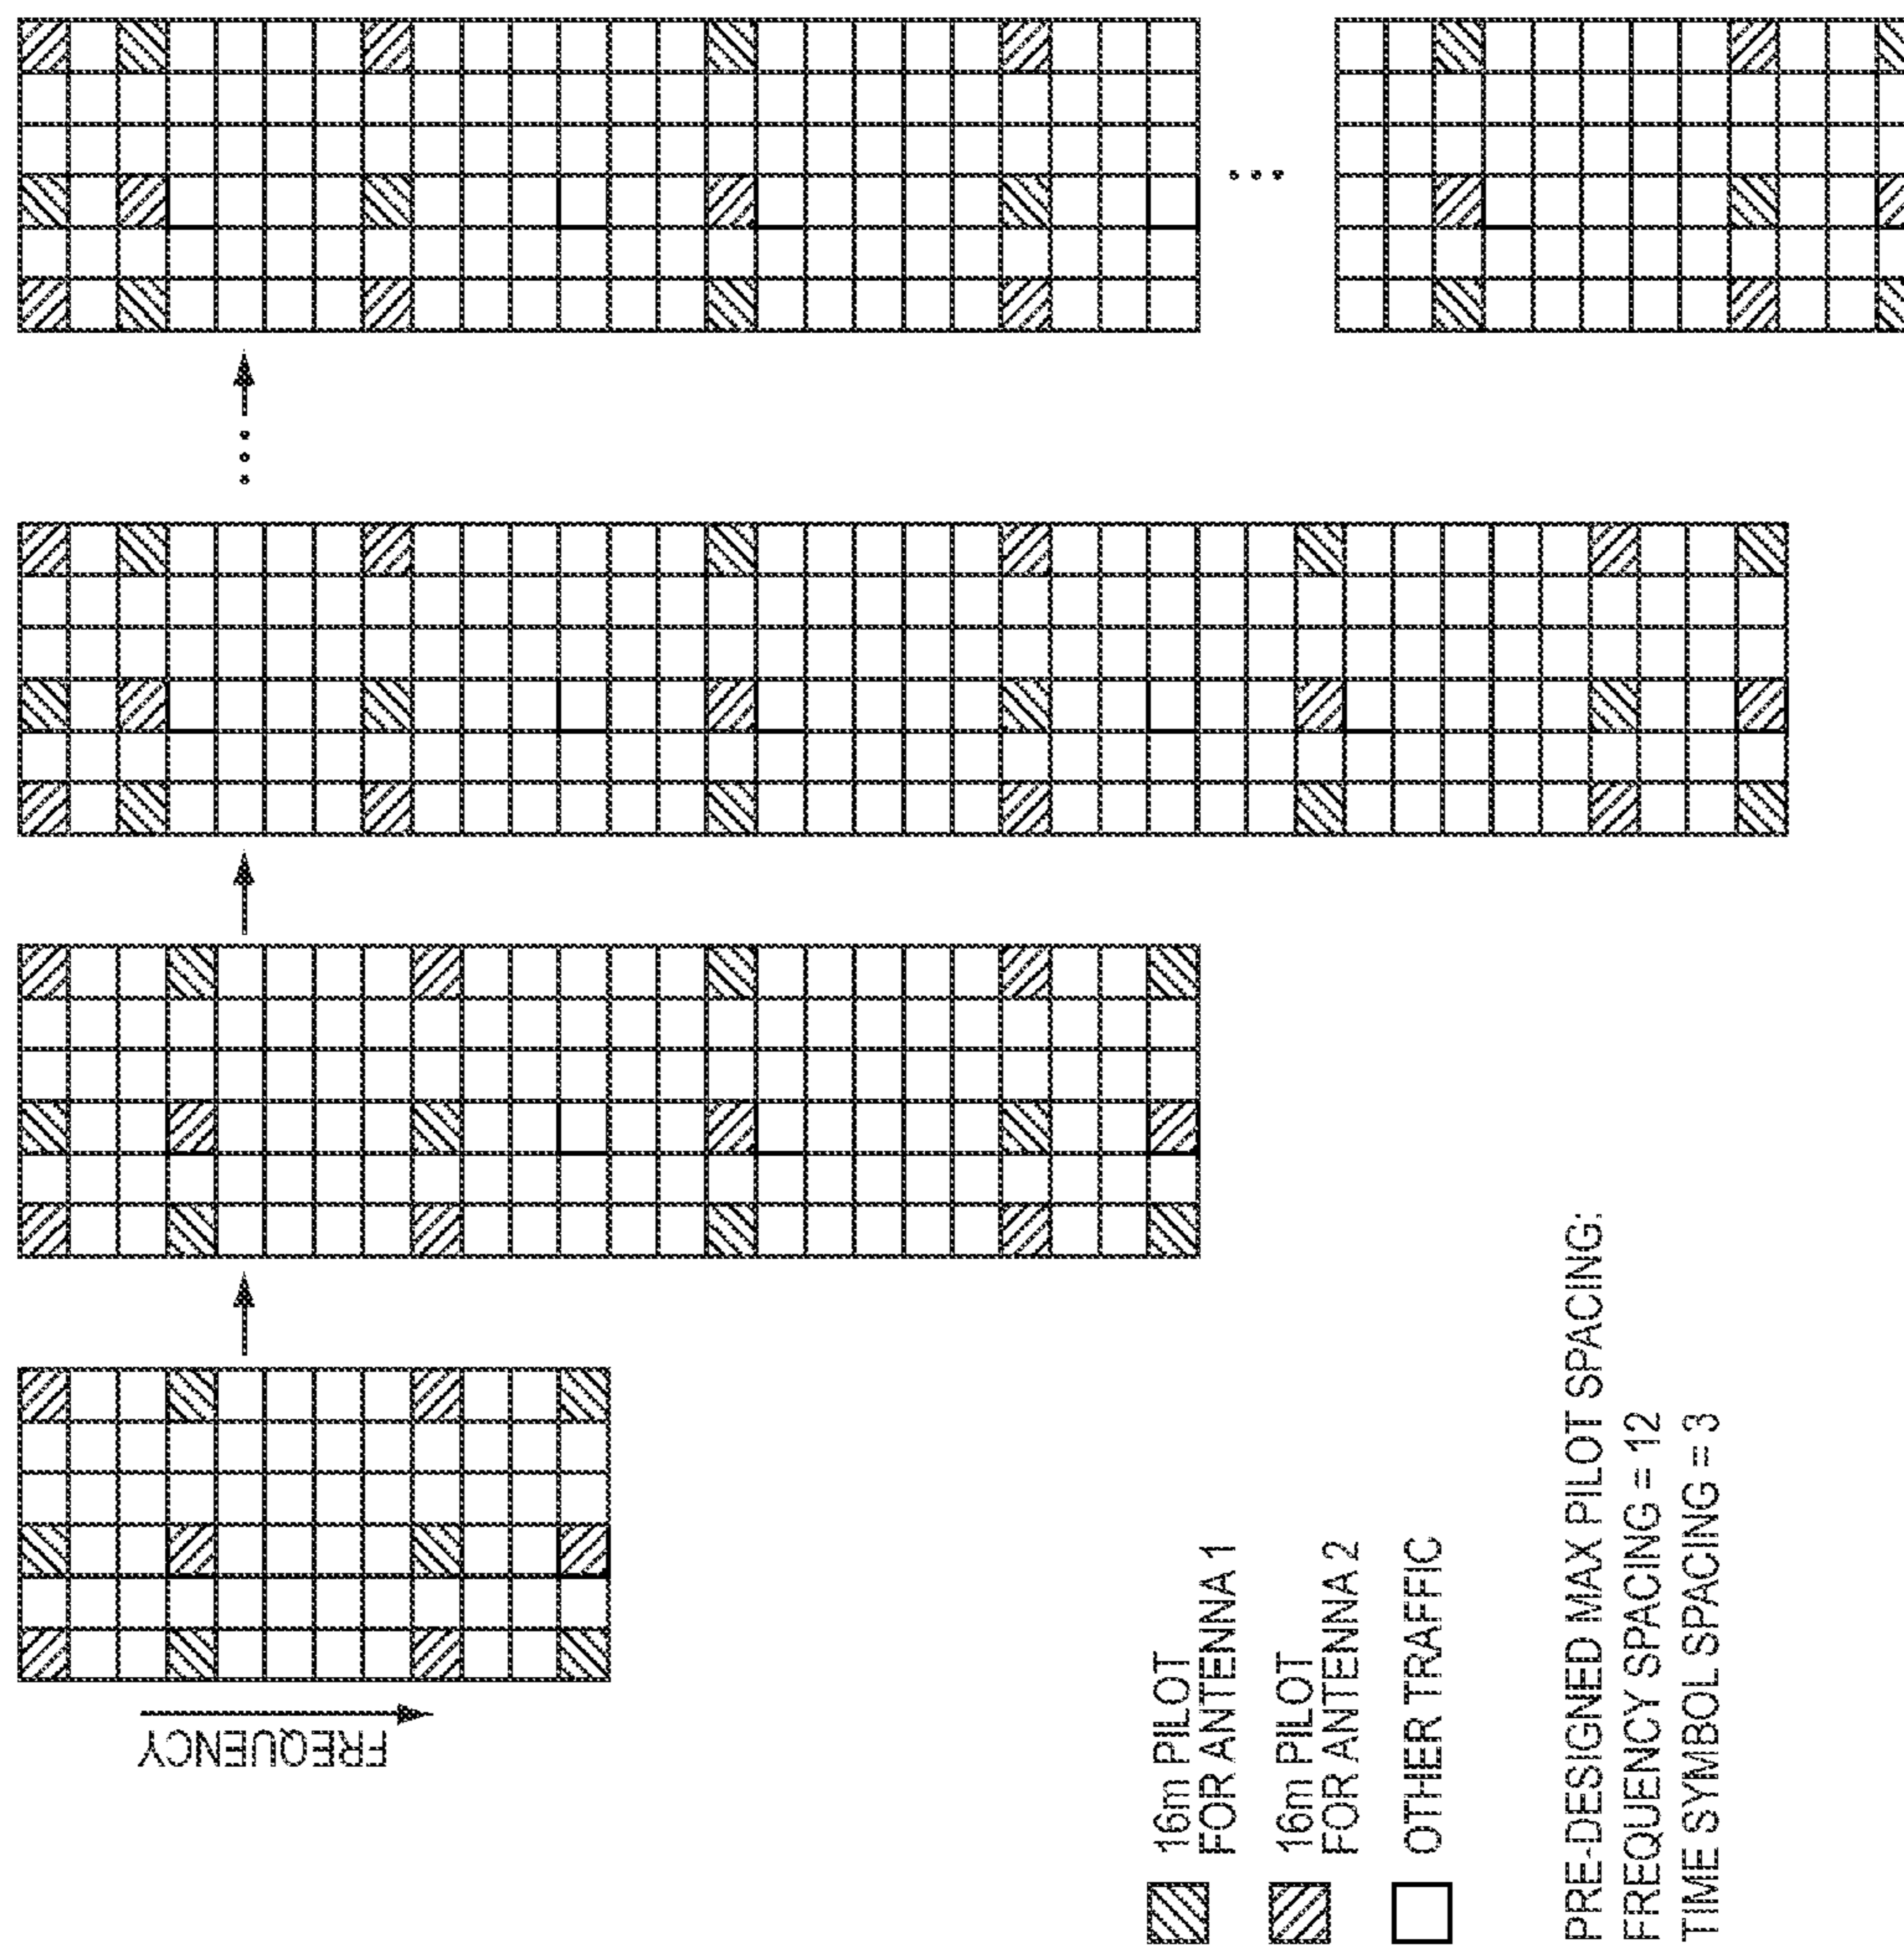 FREQUENCY
16m PILOT
FOR ANTENNA 1
16m PILOT
FOR ANTENNA 2
OTHER TRAFFIC
PRE-DESIGNED MAX PILOT SPACING:
FREQUENCY SPACING = 12
TIME SYMBOL SPACING = 3